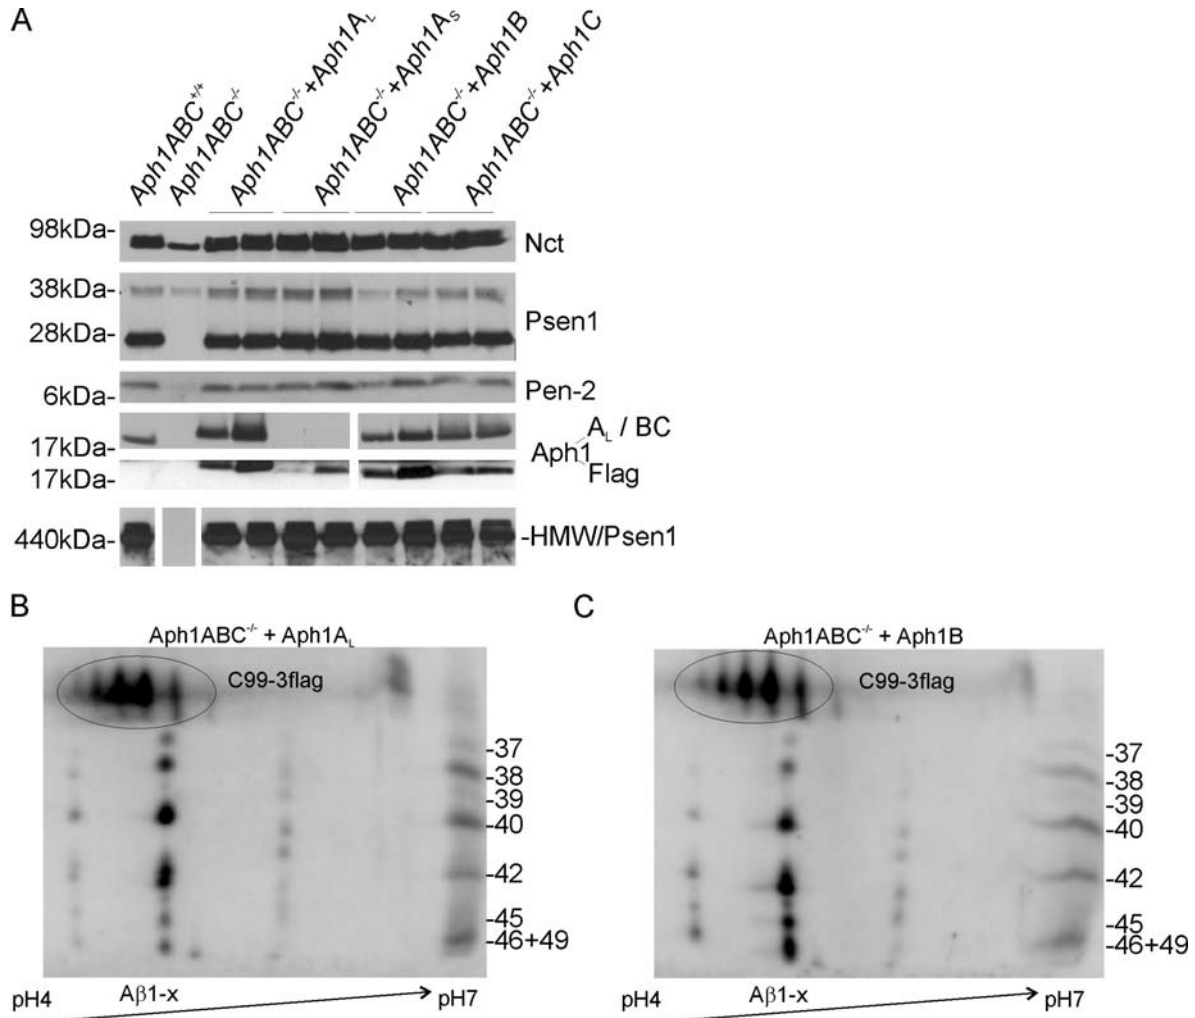 A
Aph1ABC+/+
Aph1ABC-/-
Aph1ABC-/-+Aph1AL
Aph1ABC-/-+Aph1AS
Aph1ABC-/-+Aph1B
Aph1ABC-/-+Aph1C
98kDa-
Nct
38kDa-
Psen1
28kDa-
Pen-2
6kDa-
AL / BC
17kDa-
Aph1
17kDa-
Flag
440kDa-
-HMW/Psen1
B
Aph1ABC-/- + Aph1AL
C99-3flag
-37
-38
-39
-40
-42
-45
-46+49
pH4
Aβ1-x
pH7
C
Aph1ABC-/- + Aph1B
C99-3flag
-37
-38
-39
-40
-42
-45
-46+49
pH4
Aβ1-x
pH7